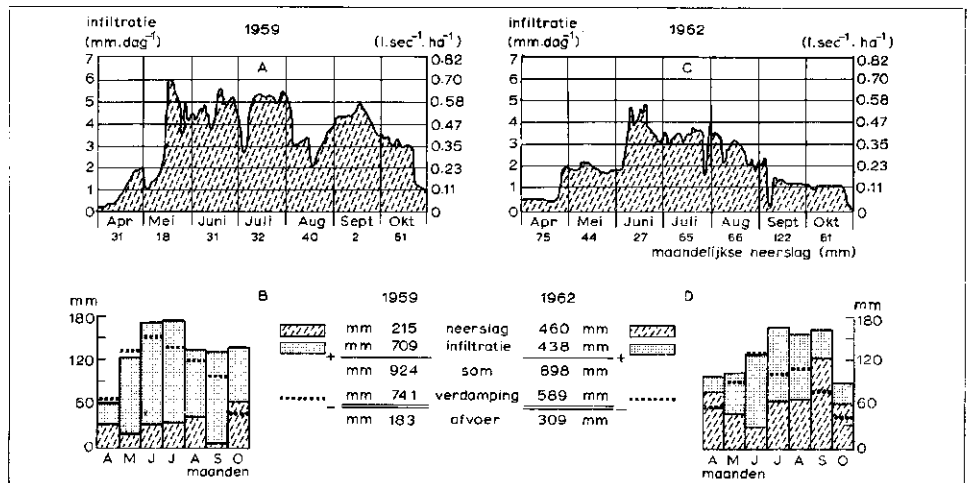 infiltratie
(mm.dag⁻¹)
1959
(l.sec⁻¹.ha⁻¹)
7
6
5
4
3
2
1
0
A
0.82
0.70
0.58
0.47
0.35
0.23
0.11
0
Apr Mei Juni Juli Aug Sept Okt
31 18 31 32 40 2 61
infiltratie
(mm.dag⁻¹)
1962
(l.sec⁻¹.ha⁻¹)
7
6
5
4
3
2
1
0
C
0.82
0.70
0.58
0.47
0.35
0.23
0.11
0
Apr Mei Juni Juli Aug Sept Okt
75 44 27 65 66 122 61
maandelijkse neerslag (mm)
mm
180
120
60
0
A M J J A S O
maanden
B 1959 1962 D
mm 215 neerslag 460 mm
+ mm 709 infiltratie 438 mm +
924 som 898 mm
mm 741 verdamping 589 mm
mm 183 afvoer 309 mm
mm
180
120
60
0
A M J J A S O
maanden